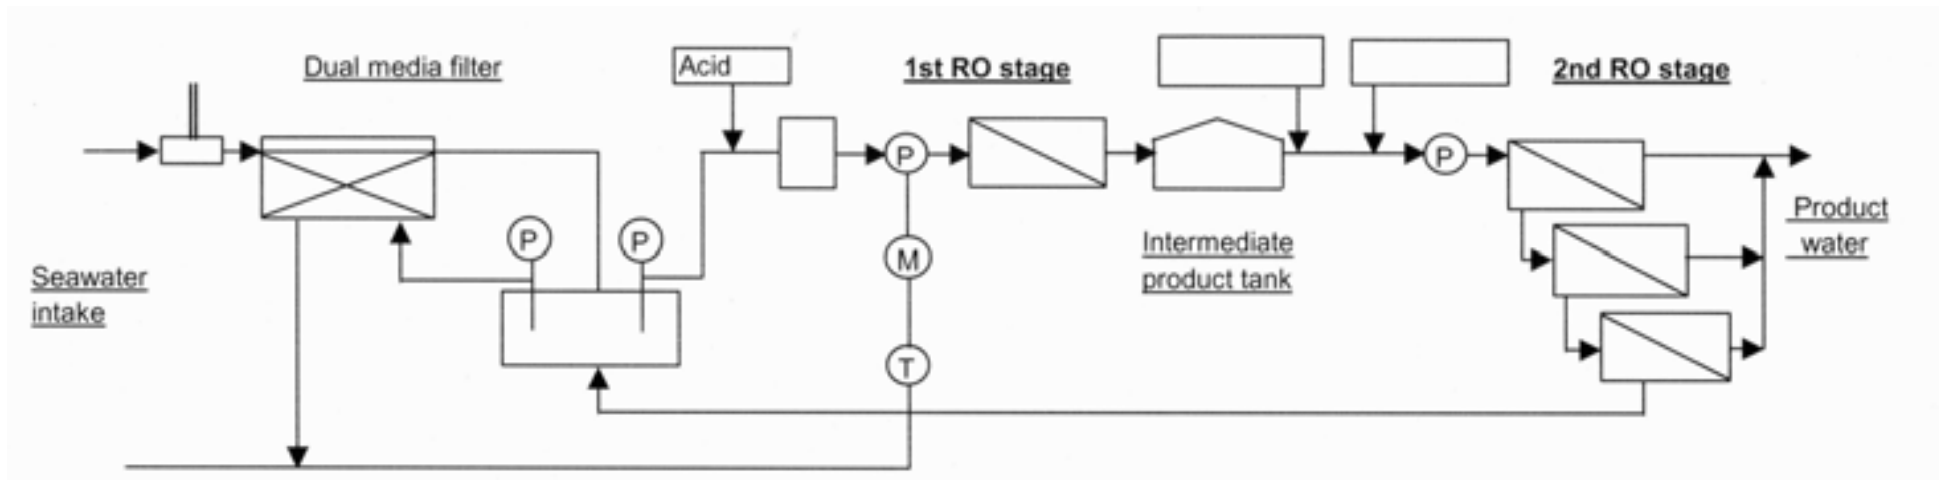 Dual media filter
Acid
1st RO stage
2nd RO stage
P
P
P
P
M
T
Seawater
intake
Intermediate
product tank
Product
water